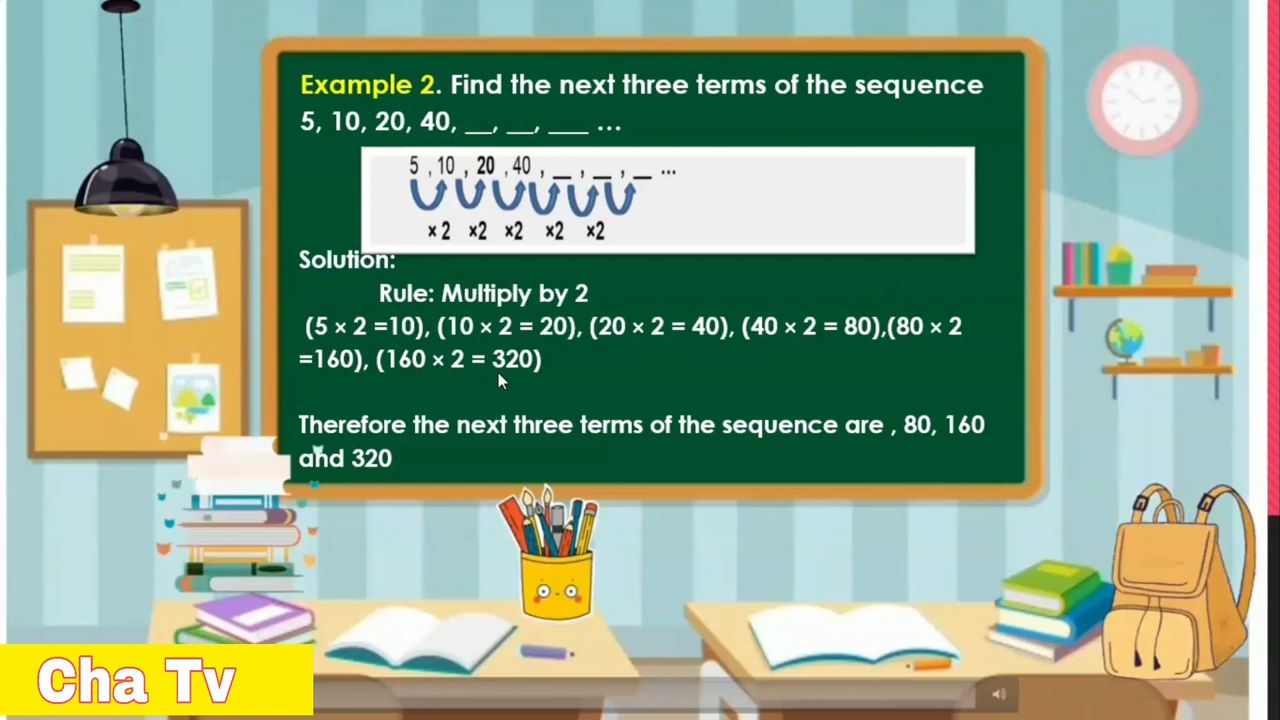 Example 2. Find the next three terms of the sequence
5, 10, 20, 40, __, __, ___ ...
5 , 10 , 20 , 40 , __ , __ , __ ...
× 2 ×2 ×2 ×2 ×2
Solution:
Rule: Multiply by 2
(5 × 2 =10), (10 × 2 = 20), (20 × 2 = 40), (40 × 2 = 80),(80 × 2
=160), (160 × 2 = 320)
Therefore the next three terms of the sequence are , 80, 160
and 320
Cha Tv